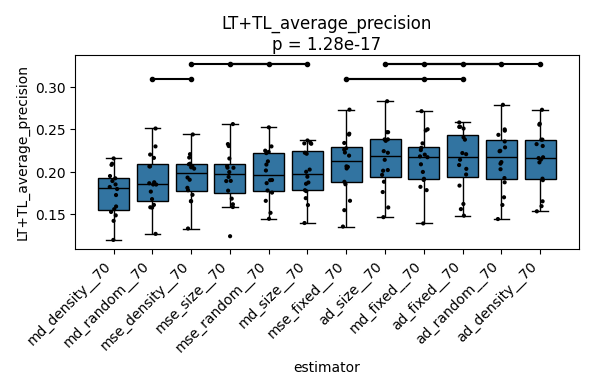 LT+TL_average_precision
p = 1.28e-17
LT+TL_average_precision
0.30
0.25
0.20
0.15
md_density__70
md_random__70
mse_density__70
mse_size__70
mse_random__70
md_size__70
mse_fixed__70
ad_size__70
md_fixed__70
ad_fixed__70
ad_random__70
ad_density__70
estimator